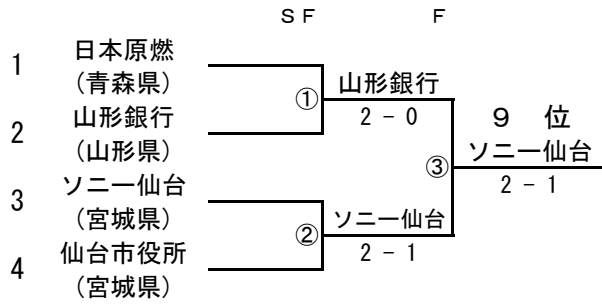 ＳＦ Ｆ
1 日本原燃
（青森県）
① 山形銀行
2 － 0
2 山形銀行
（山形県）
９　位
③ ソニー仙台
2 － 1
3 ソニー仙台
（宮城県）
② ソニー仙台
2 － 1
4 仙台市役所
（宮城県）